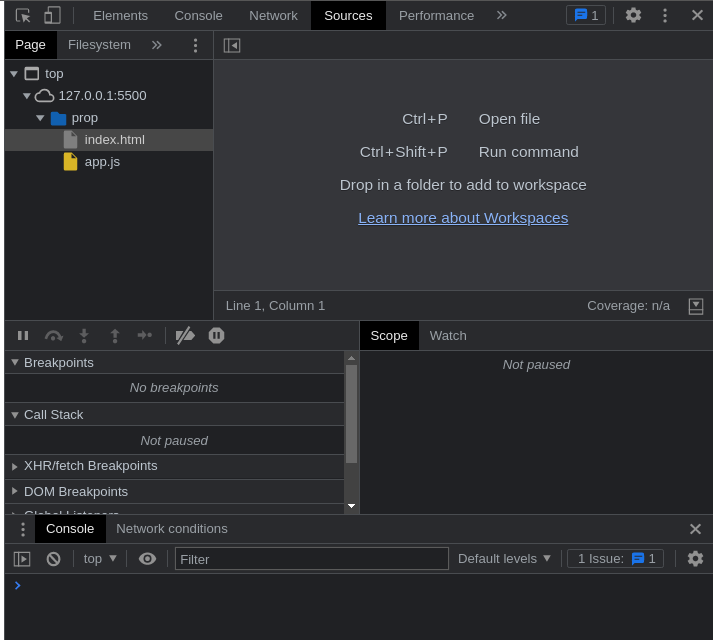 Elements Console Network Sources Performance 1
Page Filesystem
top
127.0.0.1:5500
prop
index.html
app.js
Ctrl+P Open file
Ctrl+Shift+P Run command
Drop in a folder to add to workspace
Learn more about Workspaces
Line 1, Column 1 Coverage: n/a
Scope Watch
Breakpoints
No breakpoints
Call Stack
Not paused
XHR/fetch Breakpoints
DOM Breakpoints
Global Listeners
Not paused
Console Network conditions
top Filter Default levels 1 Issue: 1